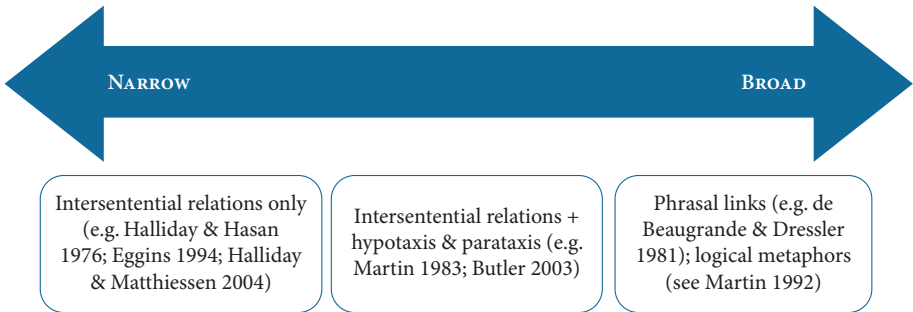 NARROW
BROAD
Intersentential relations only
(e.g. Halliday & Hasan
1976; Eggins 1994; Halliday
& Matthiessen 2004)
Intersentential relations +
hypotaxis & parataxis (e.g.
Martin 1983; Butler 2003)
Phrasal links (e.g. de
Beaugrande & Dressler
1981); logical metaphors
(see Martin 1992)